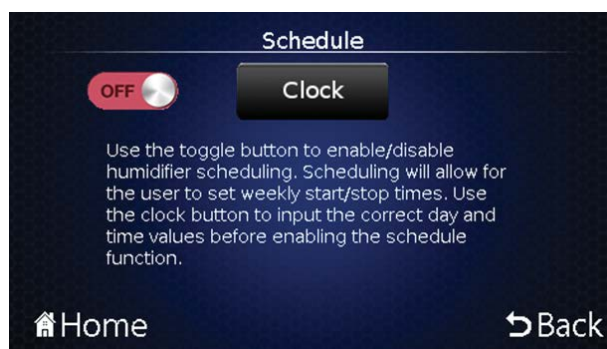 Schedule
OFF
Clock
Use the toggle button to enable/disable
humidifier scheduling. Scheduling will allow for
the user to set weekly start/stop times. Use
the clock button to input the correct day and
time values before enabling the schedule
function.
Home
Back